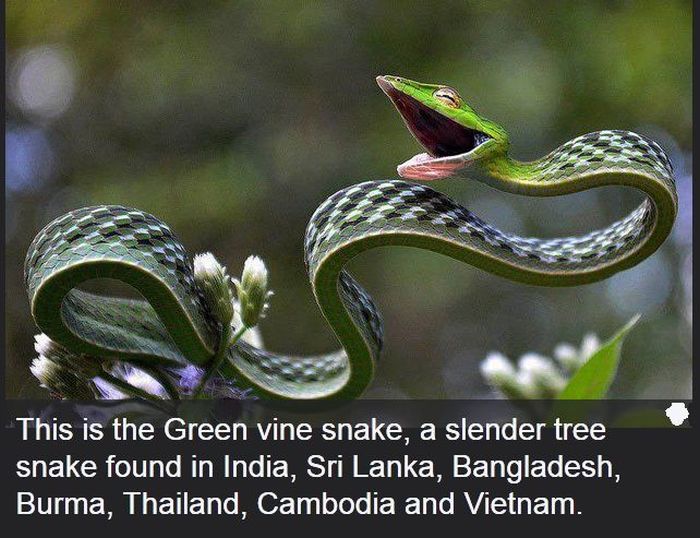 This is the Green vine snake, a slender tree
snake found in India, Sri Lanka, Bangladesh,
Burma, Thailand, Cambodia and Vietnam.